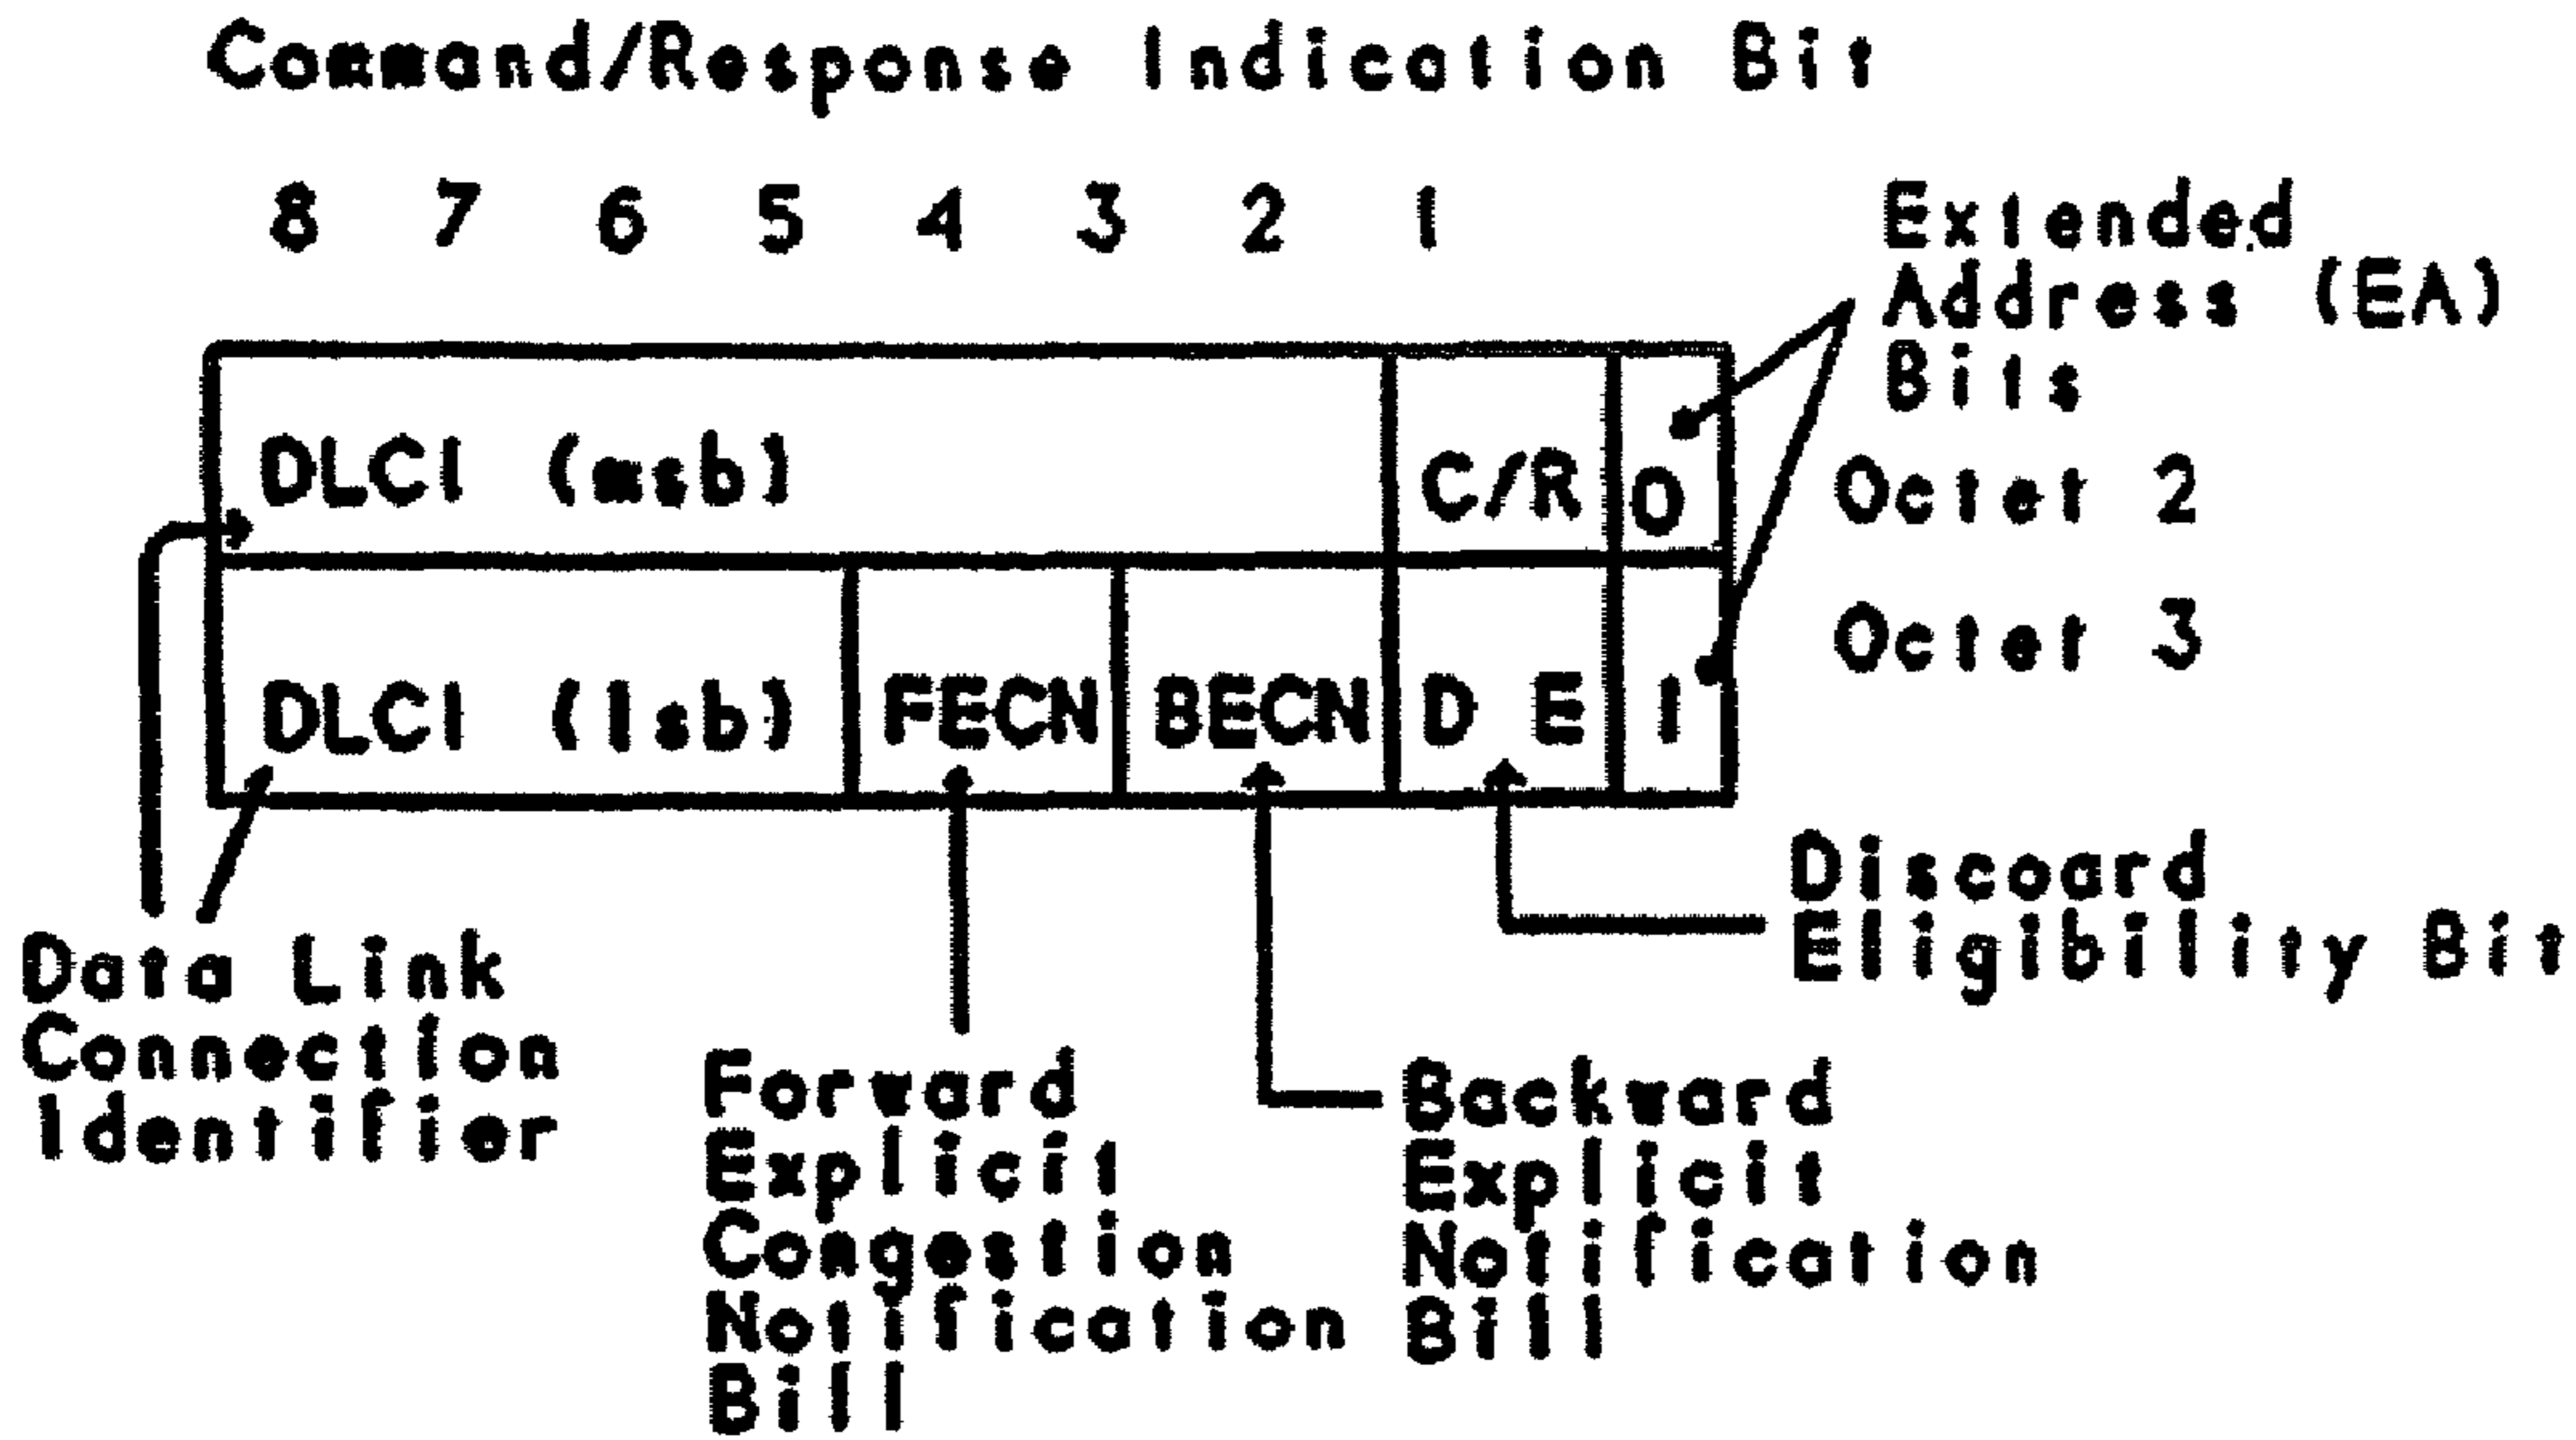 Command/Response Indication Bit
8 7 6 5 4 3 2 1
Extended
Address (EA)
Bits
DLCI (msb) C/R 0
Octet 2
DLCI (lsb) FECN BECN D E 1
Octet 3
Discoard
Eligibility Bit
Data Link
Connection
Identifier
Forward
Explicit
Congestion
Notification
Bill
Backward
Explicit
Notification
Bill